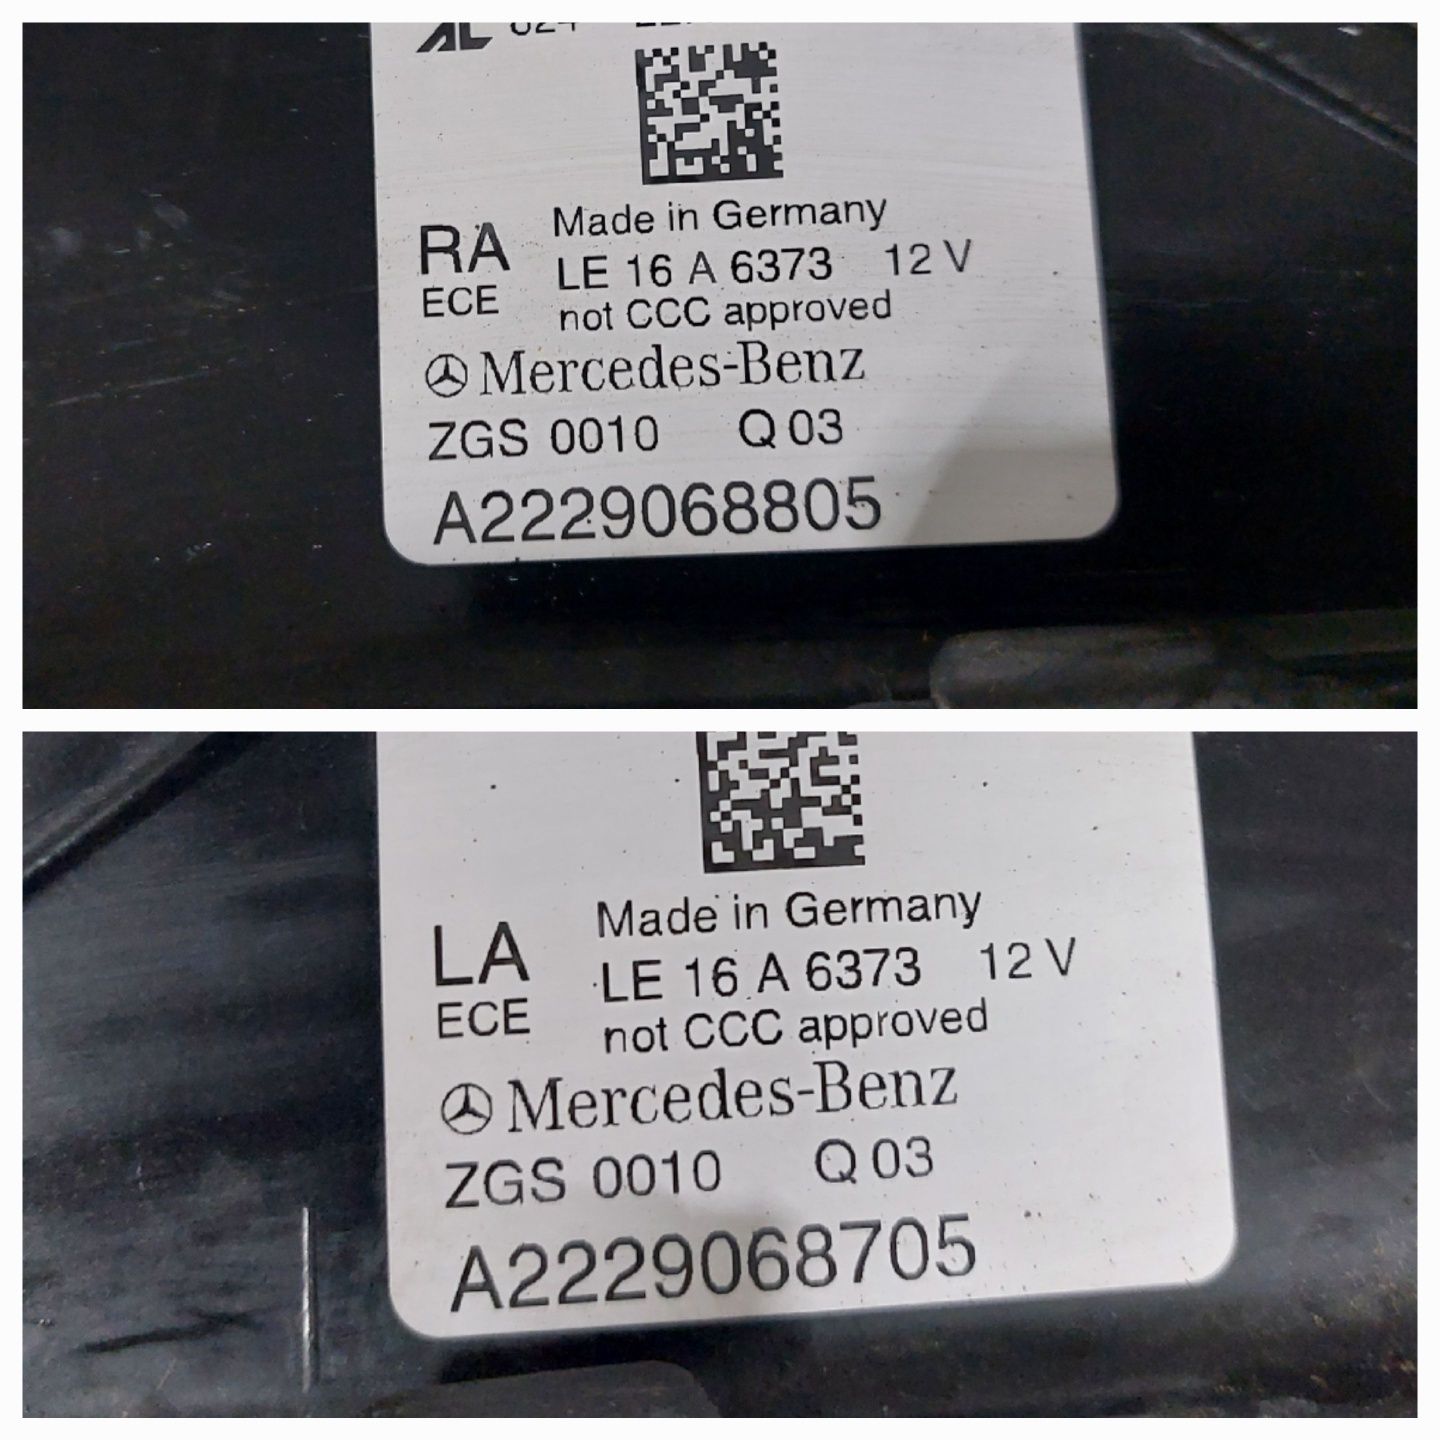 AL
RA
Made in Germany
ECE
LE 16 A 6373 12 V
not CCC approved
Mercedes-Benz
ZGS 0010 Q 03
A2229068805
LA
Made in Germany
ECE
LE 16 A 6373 12 V
not CCC approved
Mercedes-Benz
ZGS 0010 Q 03
A2229068705